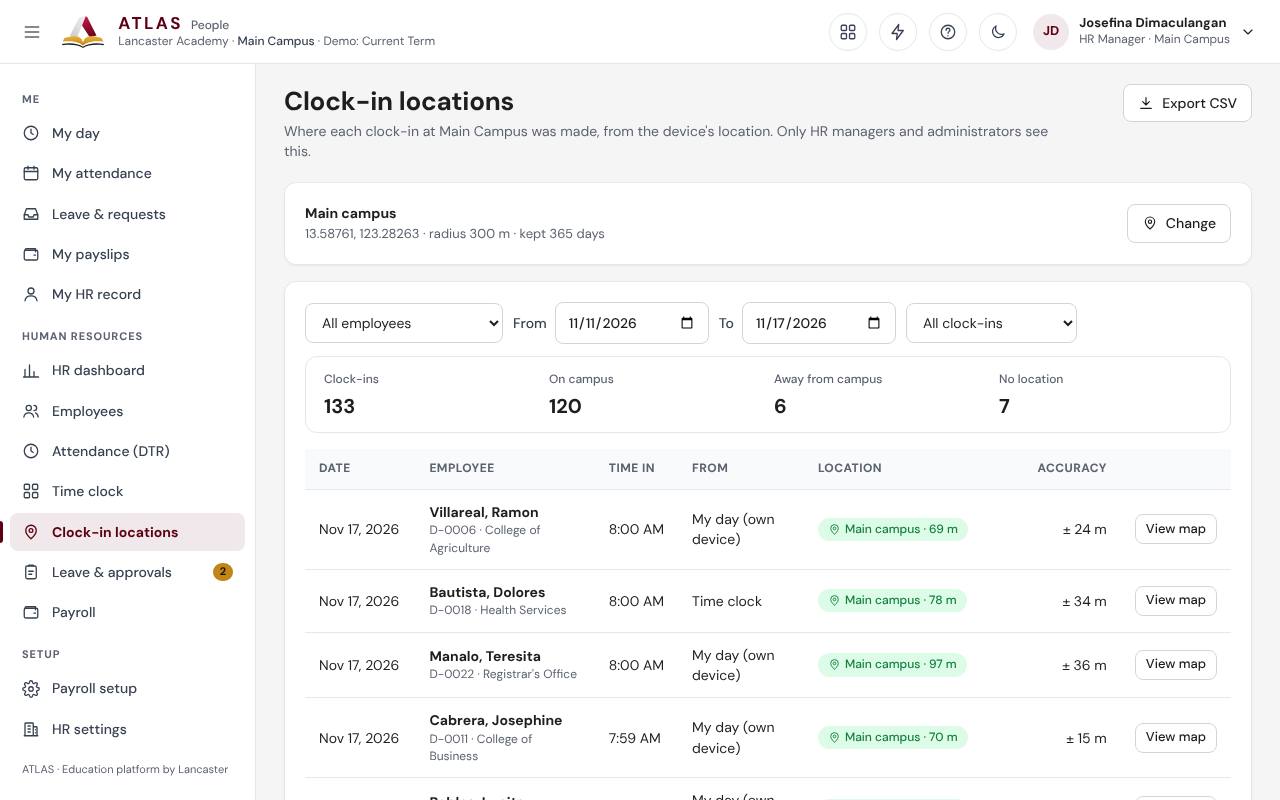 ATLAS People
Lancaster Academy · Main Campus · Demo: Current Term
JD
Josefina Dimaculangan
HR Manager · Main Campus
ME
My day
My attendance
Leave & requests
My payslips
My HR record
HUMAN RESOURCES
HR dashboard
Employees
Attendance (DTR)
Time clock
Clock-in locations
Leave & approvals 2
Payroll
SETUP
Payroll setup
HR settings
ATLAS · Education platform by Lancaster
Clock-in locations
Export CSV
Where each clock-in at Main Campus was made, from the device's location. Only HR managers and administrators see
this.
Main campus
13.58761, 123.28263 · radius 300 m · kept 365 days
Change
All employees From 11/11/2026 To 11/17/2026 All clock-ins
Clock-ins On campus Away from campus No location
133 120 6 7
DATE EMPLOYEE TIME IN FROM LOCATION ACCURACY
Nov 17, 2026
Villareal, Ramon
D-0006 · College of
Agriculture
8:00 AM
My day (own
device)
Main campus · 69 m
± 24 m
View map
Nov 17, 2026
Bautista, Dolores
D-0018 · Health Services
8:00 AM
Time clock
Main campus · 78 m
± 34 m
View map
Nov 17, 2026
Manalo, Teresita
D-0022 · Registrar's Office
8:00 AM
My day (own
device)
Main campus · 97 m
± 36 m
View map
Nov 17, 2026
Cabrera, Josephine
D-0011 · College of
Business
7:59 AM
My day (own
device)
Main campus · 70 m
± 15 m
View map
My day (own